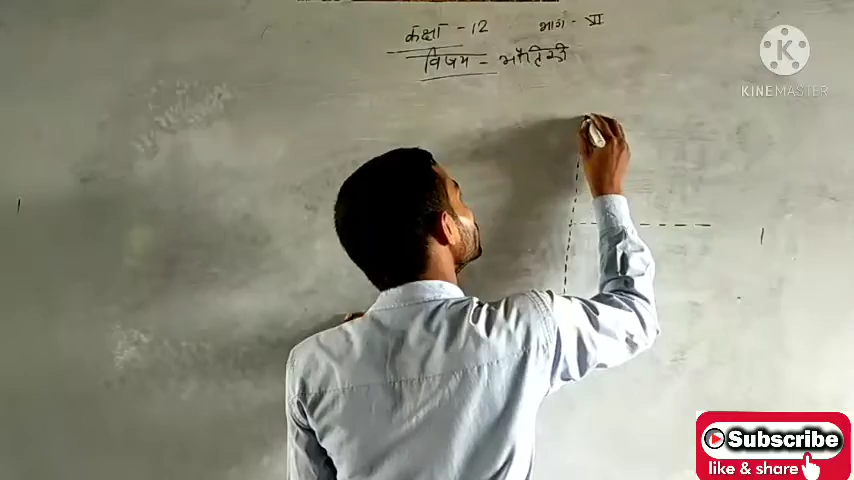 कक्षा - 12 भाग - VI
विषय - भौतिकी
K
KINEMASTER
Subscribe
like & share